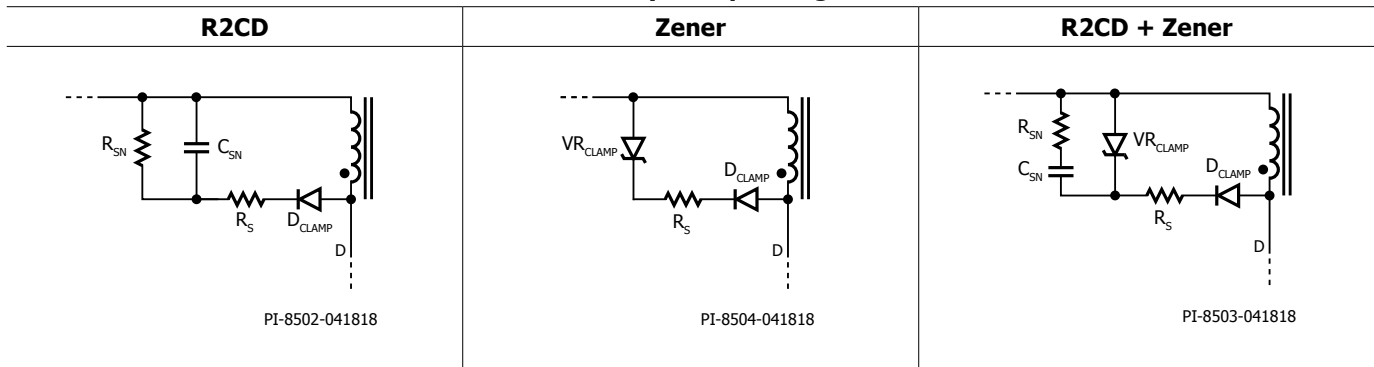 R2CD
Zener
R2CD + Zener
R_SN
C_SN
R_S
D_CLAMP
D
PI-8502-041818
VR_CLAMP
D_CLAMP
R_S
D
PI-8504-041818
R_SN
C_SN
VR_CLAMP
D_CLAMP
R_S
D
PI-8503-041818